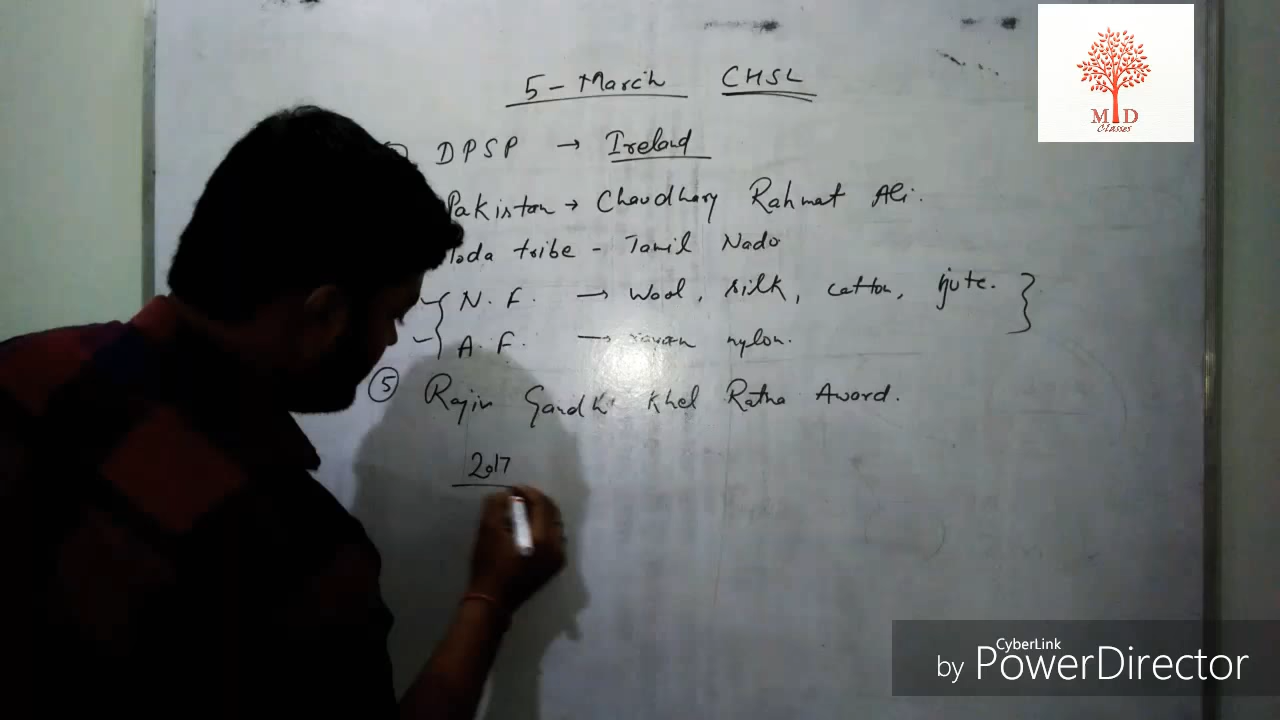 5 - March CHSL
DPSP → Ireland
Pakistan → Chaudhary Rahmat Ali.
Toda tribe - Tamil Nadu
N. F. → Wool, silk, cotton, jute.
A. F. → rayon nylon.
⑤ Rajiv Gandhi Khel Ratna Award.
2017
MD
Classes
CyberLink
by PowerDirector